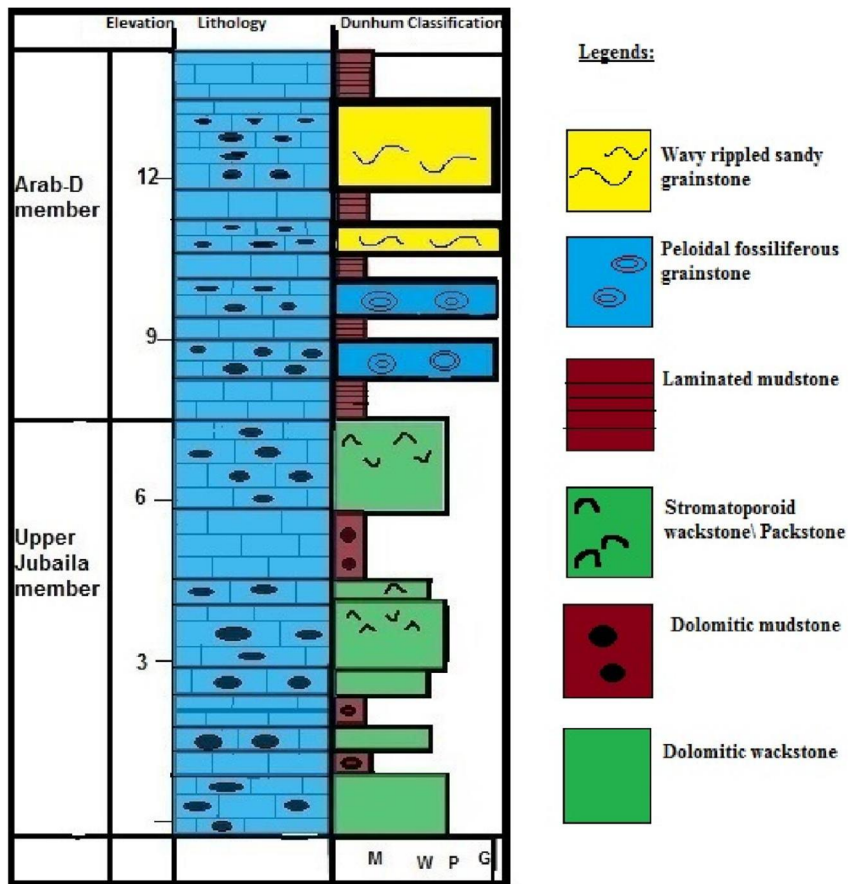 Elevation Lithology Dunhum Classification
Arab-D
member
12
9
6
Upper
Jubaila
member
3
M W P G
Legends:
Wavy rippled sandy
grainstone
Peloidal fossiliferous
grainstone
Laminated mudstone
Stromatoporoid
wackstone\ Packstone
Dolomitic mudstone
Dolomitic wackstone